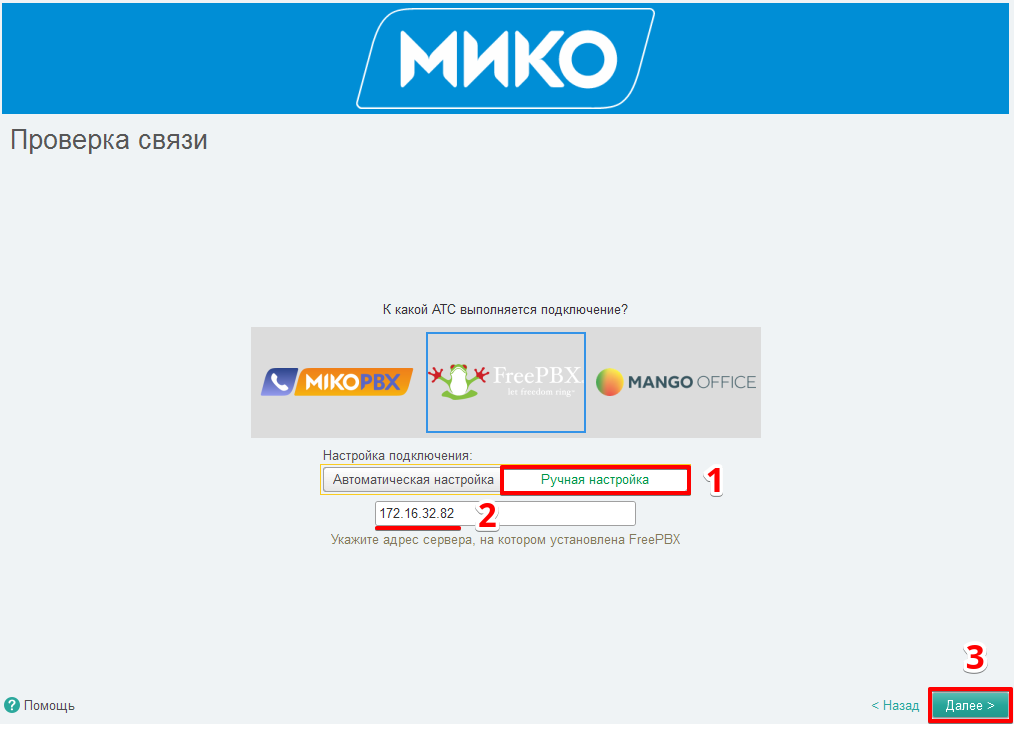 МИКО
Проверка связи
К какой АТС выполняется подключение?
MIKOPBX
FreePBX
let freedom ring™
MANGO OFFICE
Настройка подключения:
Автоматическая настройка
Ручная настройка
1
172.16.32.82
2
Укажите адрес сервера, на котором установлена FreePBX
3
Помощь
< Назад
Далее >